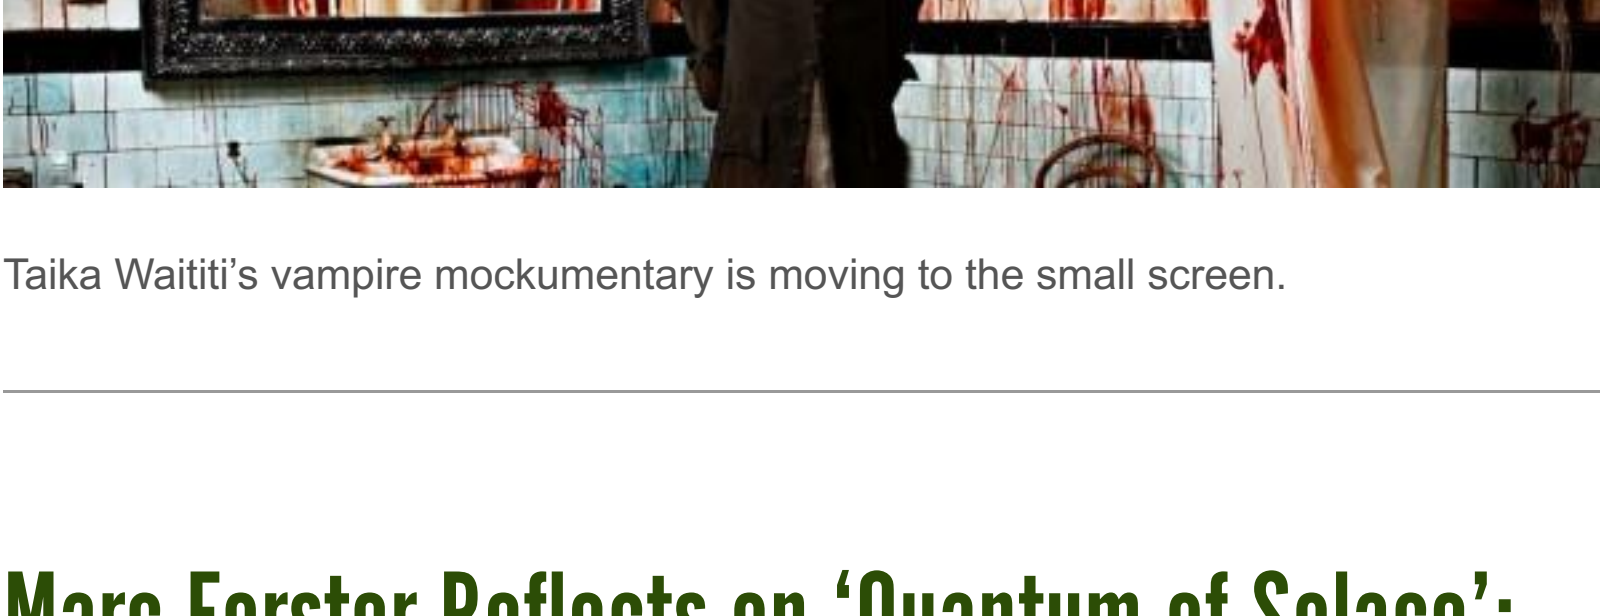 Taika Waititi’s vampire mockumentary is moving to the small screen.
Marc Forster Reflects on ‘Quantum of Solace’: